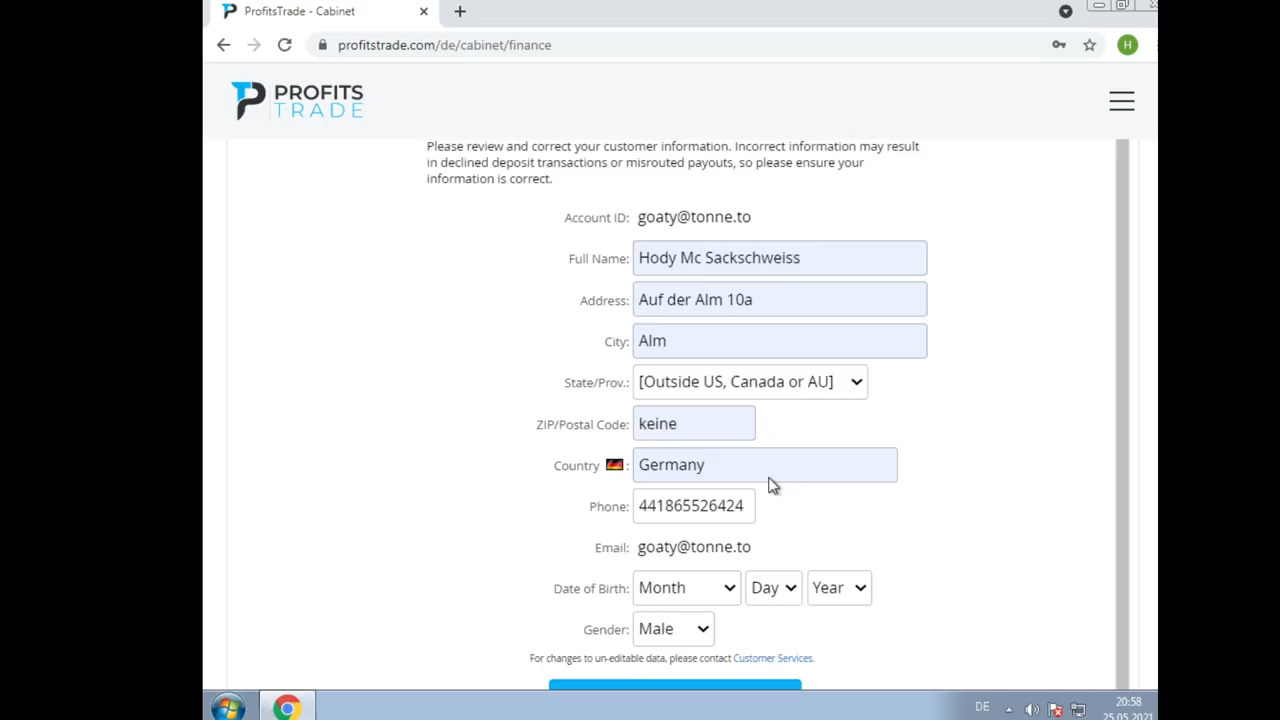 ProfitsTrade - Cabinet
profitstrade.com/de/cabinet/finance
H
PROFITS
TRADE
Please review and correct your customer information. Incorrect information may result
in declined deposit transactions or misrouted payouts, so please ensure your
information is correct.
Account ID: goaty@tonne.to
Full Name: Hody Mc Sackschweiss
Address: Auf der Alm 10a
City: Alm
State/Prov.: [Outside US, Canada or AU]
ZIP/Postal Code: keine
Country : Germany
Phone: 441865526424
Email: goaty@tonne.to
Date of Birth: Month Day Year
Gender: Male
For changes to un-editable data, please contact Customer Services.
DE
20:58
25.05.2021